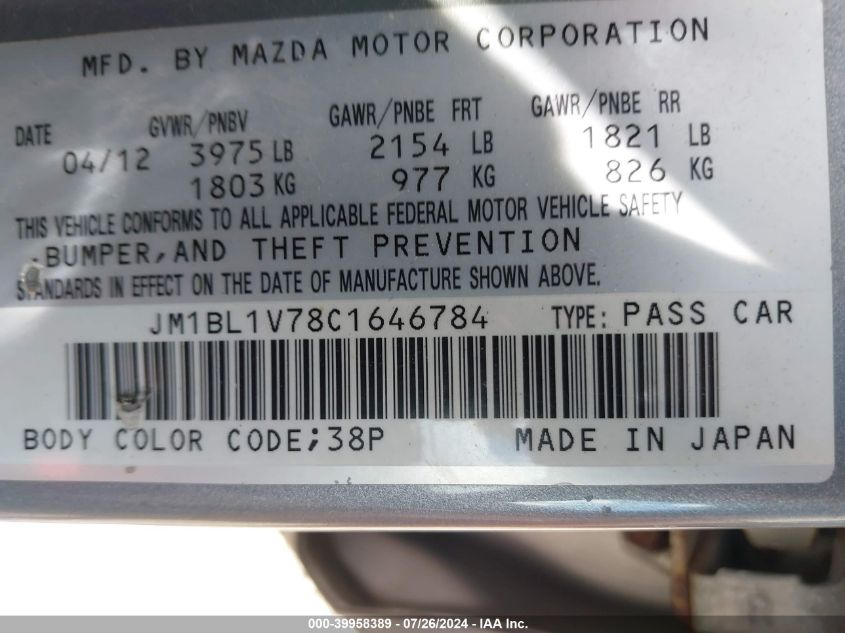 MFD. BY MAZDA MOTOR CORPORATION
DATE GVWR/PNBV GAWR/PNBE FRT GAWR/PNBE RR
04/12 3975 LB 2154 LB 1821 LB
1803 KG 977 KG 826 KG
THIS VEHICLE CONFORMS TO ALL APPLICABLE FEDERAL MOTOR VEHICLE SAFETY
,BUMPER,AND THEFT PREVENTION
STANDARDS IN EFFECT ON THE DATE OF MANUFACTURE SHOWN ABOVE.
JM1BL1V78C1646784 TYPE: PASS CAR
BODY COLOR CODE;38P MADE IN JAPAN
000-39958389 - 07/26/2024 - IAA Inc.